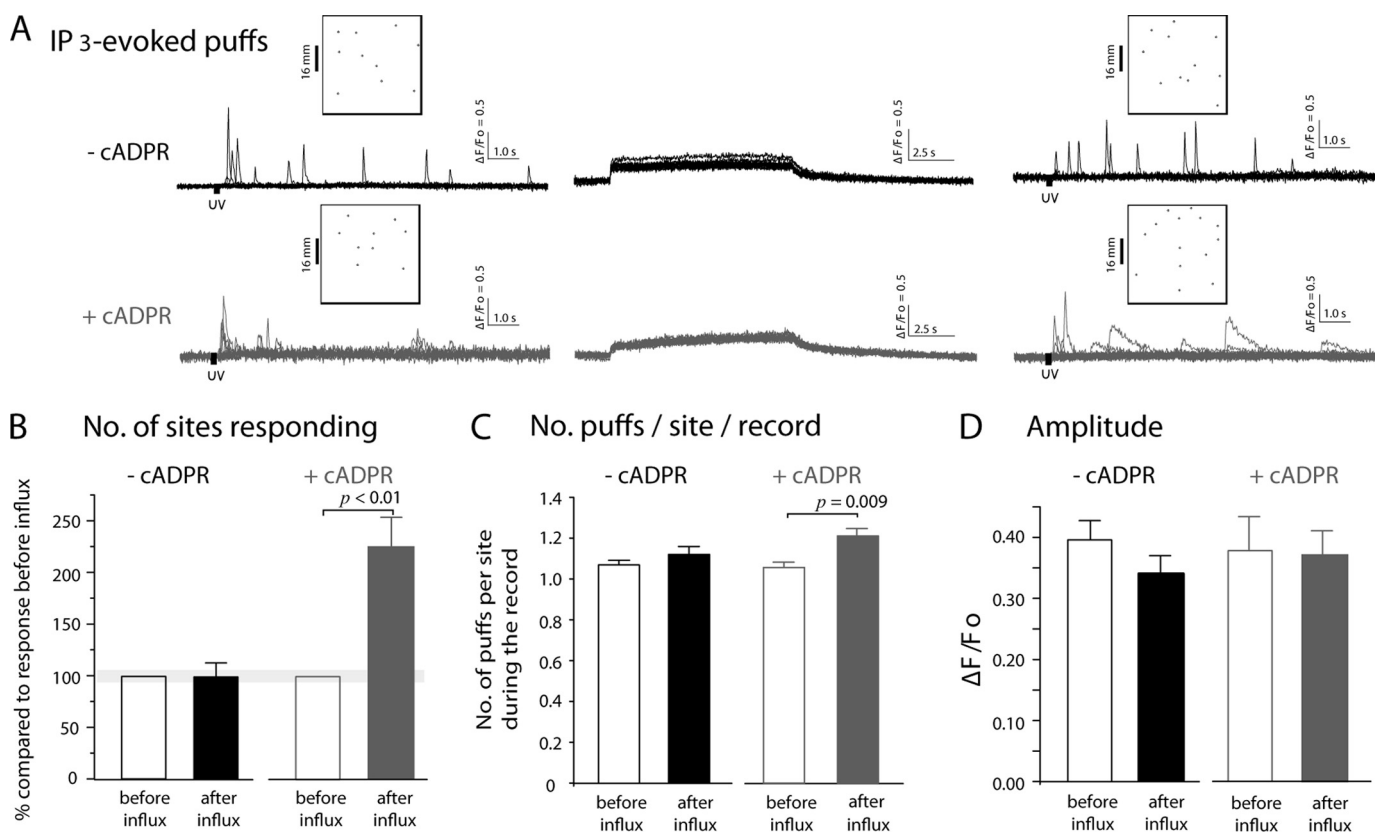 A IP 3-evoked puffs
16 mm
- cADPR
ΔF/Fo = 0.5
1.0 s
UV
ΔF/Fo = 0.5
2.5 s
16 mm
ΔF/Fo = 0.5
1.0 s
UV
16 mm
+ cADPR
ΔF/Fo = 0.5
1.0 s
UV
ΔF/Fo = 0.5
2.5 s
16 mm
ΔF/Fo = 0.5
1.0 s
UV
B No. of sites responding
- cADPR + cADPR
p < 0.01
% compared to response before influx
250
200
150
100
50
0
before influx
after influx
before influx
after influx
C No. puffs / site / record
- cADPR + cADPR
p = 0.009
No. of puffs per site
during the record
1.4
1.2
1.0
0.8
0.6
0.4
0.2
0
before influx
after influx
before influx
after influx
D Amplitude
- cADPR + cADPR
ΔF/Fo
0.40
0.30
0.20
0.10
0.00
before influx
after influx
before influx
after influx